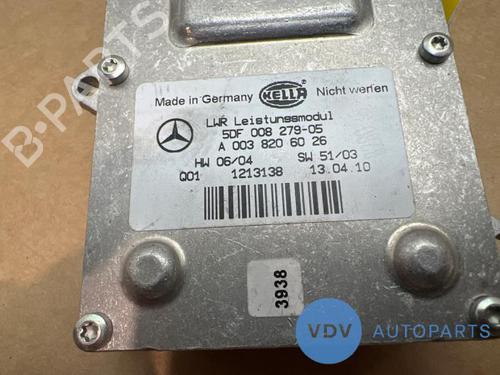 B-PARTS
Made in Germany HELLA Nicht werfen
LWR Leistungsmodul
5DF 008 279-05
A 003 820 60 26
HW 06/04 SW 51/03
Q01 1213138 13.04.10
3938
VDV AUTOPARTS